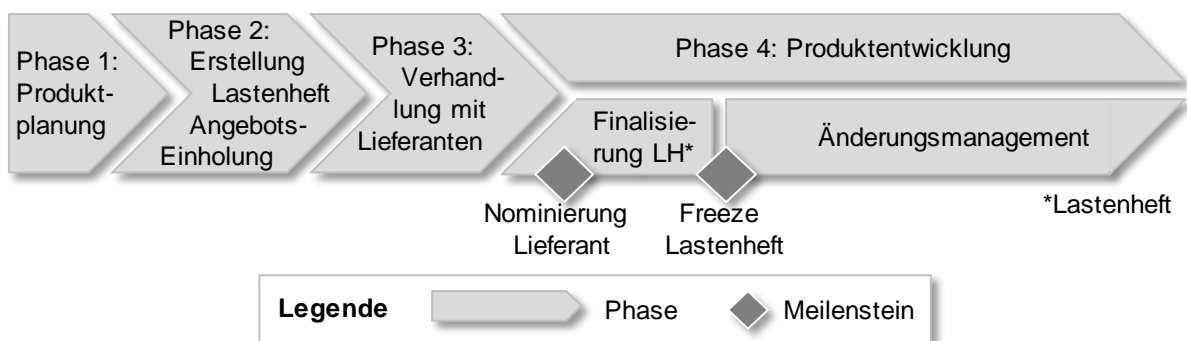 Phase 1:
Produkt-
planung
Phase 2:
Erstellung
Lastenheft
Angebots-
Einholung
Phase 3:
Verhand-
lung mit
Lieferanten
Phase 4: Produktentwicklung
Finalisie-
rung LH*
Änderungsmanagement
Nominierung
Lieferant
Freeze
Lastenheft
*Lastenheft
Legende
Phase
Meilenstein